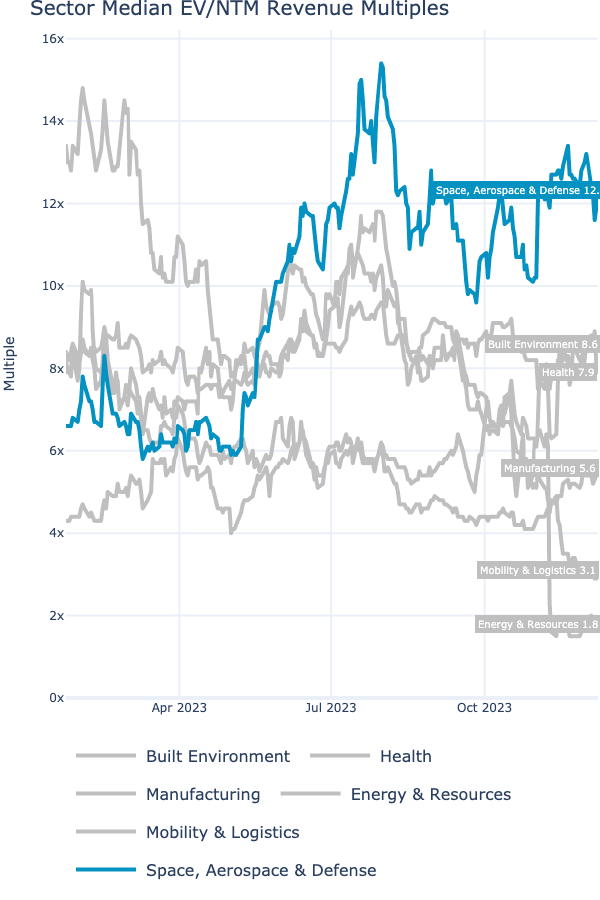 Sector Median EV/NTM Revenue Multiples
16x
14x
12x
10x
8x
6x
4x
2x
0x
Multiple
Space, Aerospace & Defense 12.
Built Environment 8.6
Health 7.9
Manufacturing 5.6
Mobility & Logistics 3.1
Energy & Resources 1.8
Apr 2023 Jul 2023 Oct 2023
Built Environment Health
Manufacturing Energy & Resources
Mobility & Logistics
Space, Aerospace & Defense